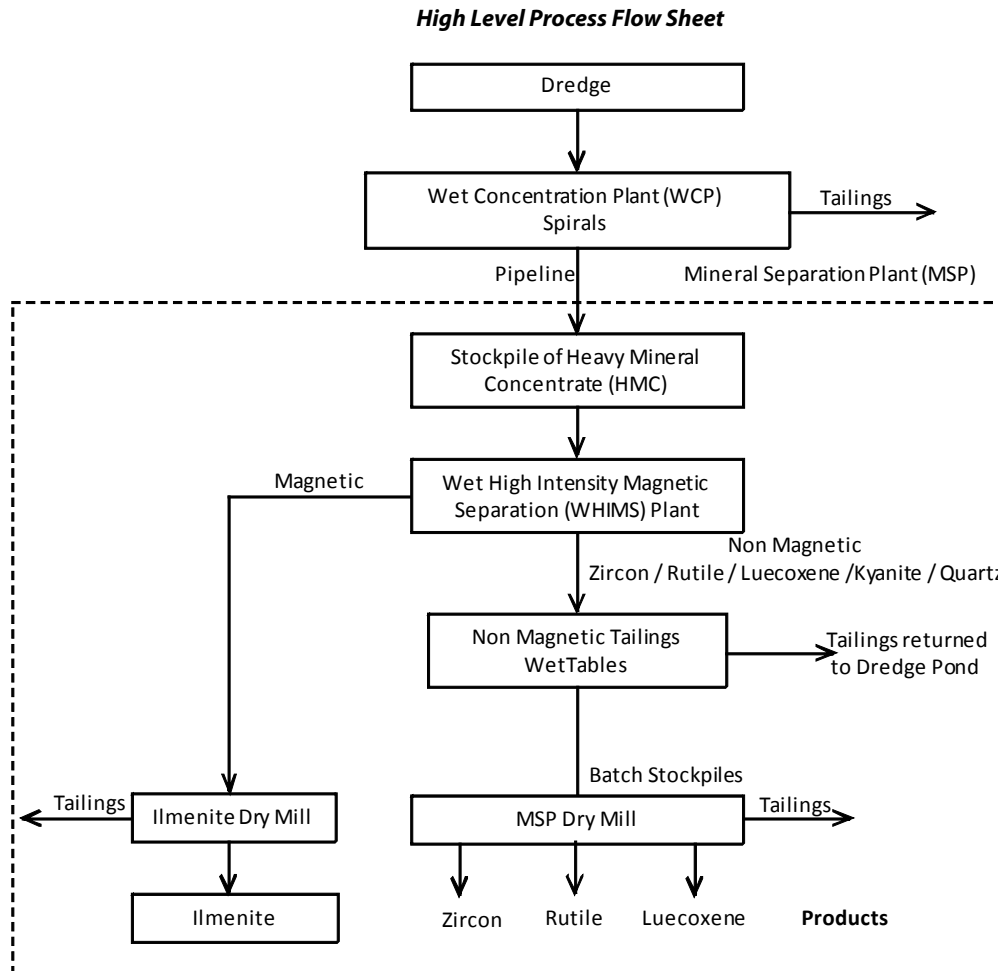 High Level Process Flow Sheet
Dredge
Wet Concentration Plant (WCP)
Spirals
Tailings
Pipeline
Mineral Separation Plant (MSP)
Stockpile of Heavy Mineral
Concentrate (HMC)
Magnetic
Wet High Intensity Magnetic
Separation (WHIMS) Plant
Non Magnetic
Zircon / Rutile / Luecoxene /Kyanite / Quartz
Non Magnetic Tailings
WetTables
Tailings returned
to Dredge Pond
Batch Stockpiles
Tailings
Ilmenite Dry Mill
MSP Dry Mill
Tailings
Ilmenite
Zircon
Rutile
Luecoxene
Products